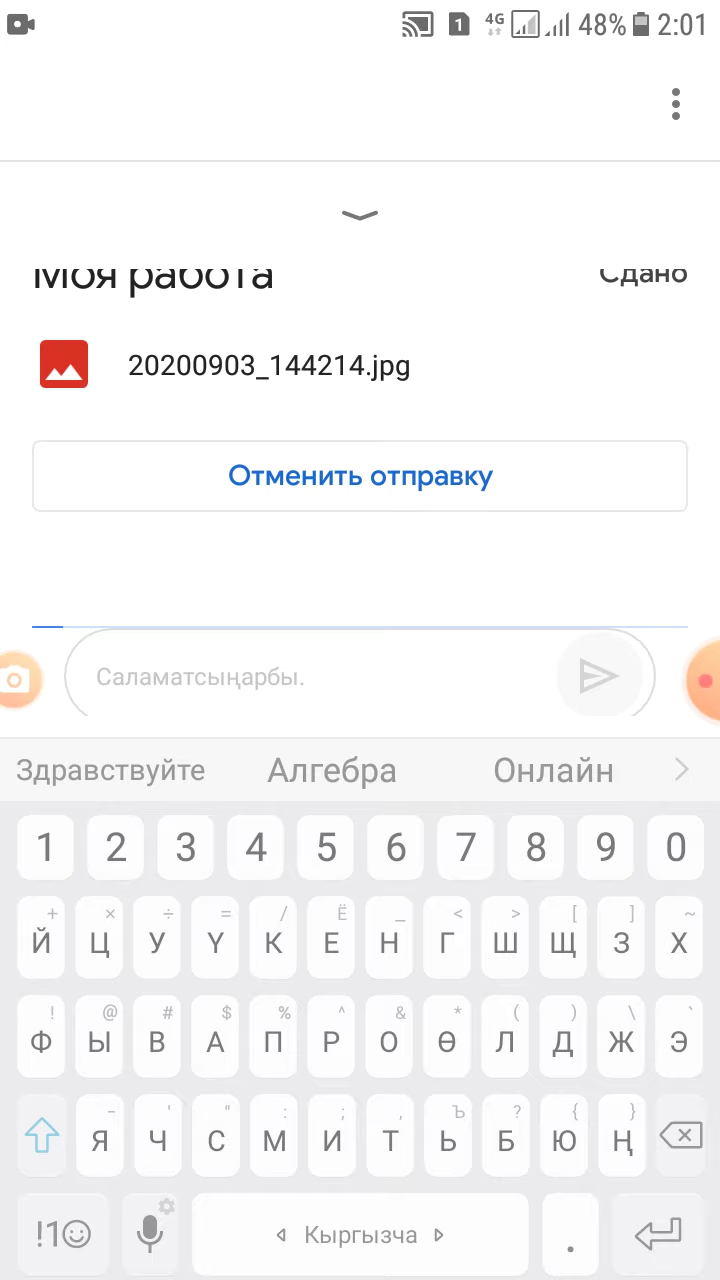 1 4G 48% 2:01
Моя работа Сдано
20200903_144214.jpg
Отменить отправку
Саламатсыңарбы.
Здравствуйте Алгебра Онлайн
1 2 3 4 5 6 7 8 9 0
+ × ÷ = / Ё _ < > [ ] ~
Й Ц У Ү К Е Н Г Ш Щ З Х
! @ # $ % ^ & * ( ) \ `
Ф Ы В А П Р О Ө Л Д Ж Э
- ' " : ; , Ъ ? { }
Я Ч С М И Т Ь Б Ю Ң
!1☺ Кыргызча .